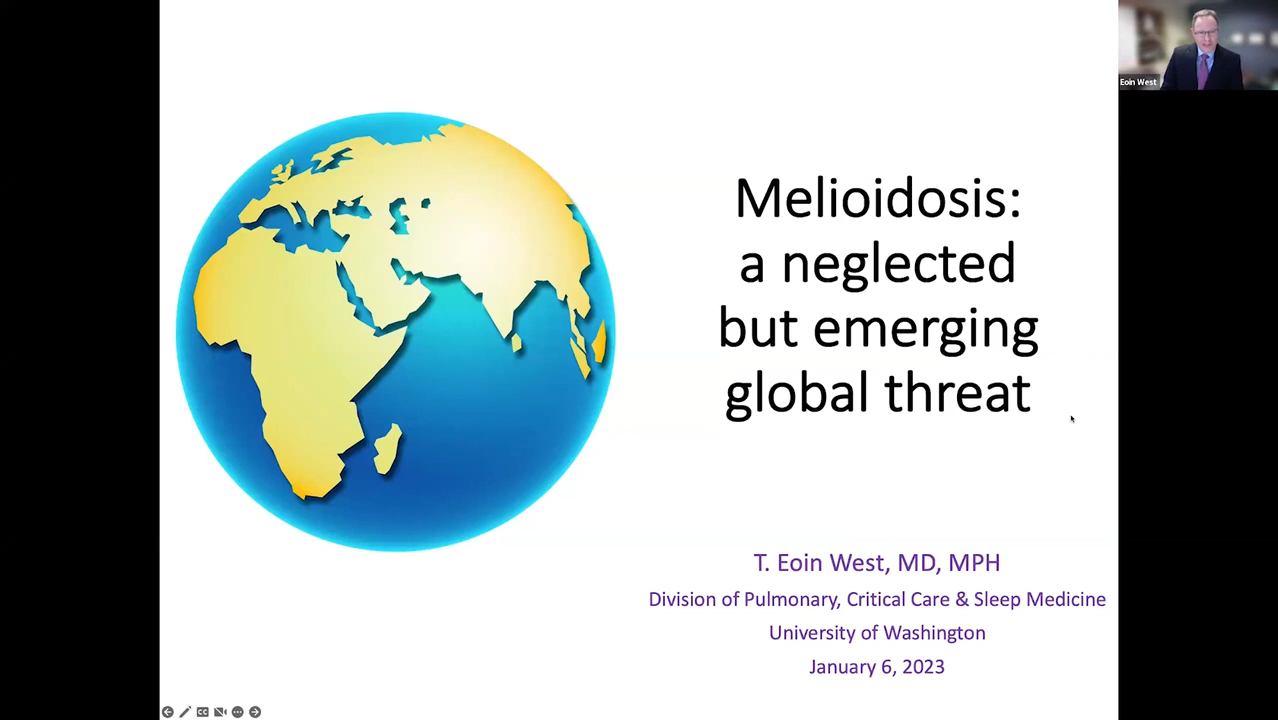 Eoin West
Melioidosis:
a neglected
but emerging
global threat
T. Eoin West, MD, MPH
Division of Pulmonary, Critical Care & Sleep Medicine
University of Washington
January 6, 2023